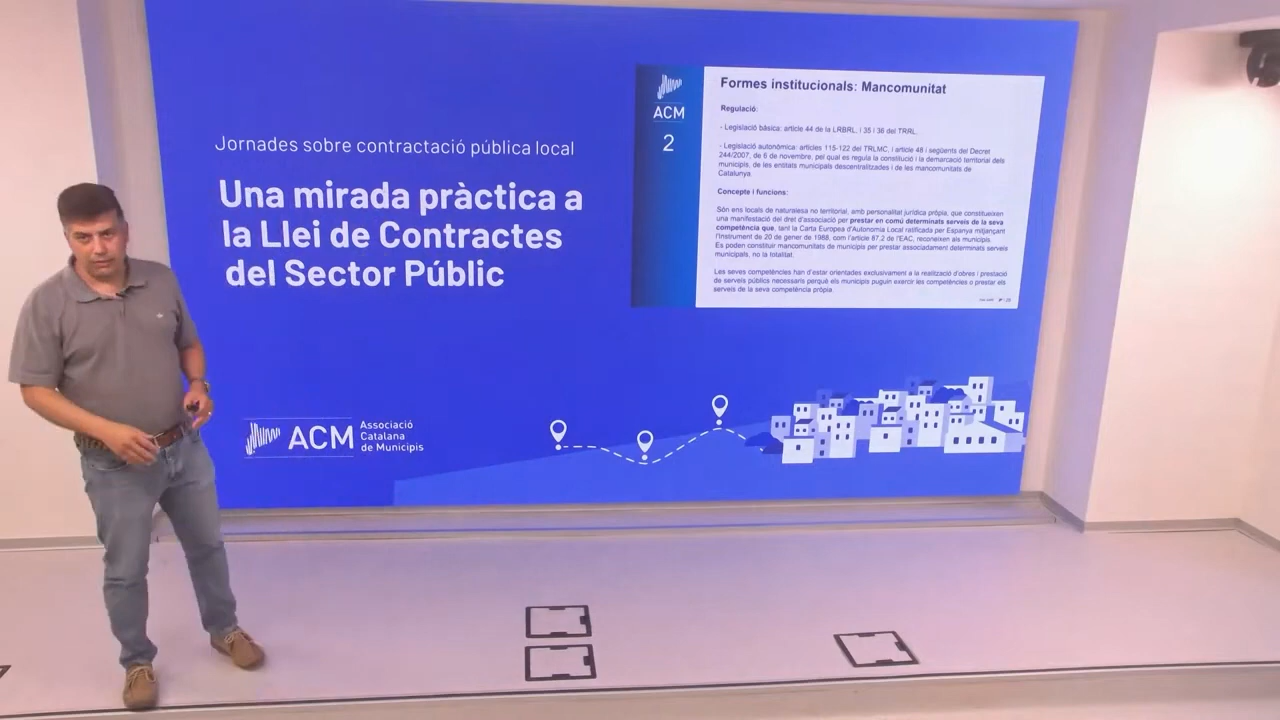 Jornades sobre contractació pública local
Una mirada pràctica a
la Llei de Contractes
del Sector Públic
ACM
Associació
Catalana
de Municipis
ACM
2
Formes institucionals: Mancomunitat
Regulació:
- Legislació bàsica: article 44 de la LRBRL, i 35 i 36 del TRRL.
- Legislació autonòmica: articles 115-122 del TRLMC, i article 48 i següents del Decret
244/2007, de 6 de novembre, pel qual es regula la constitució i la demarcació territorial dels
municipis, de les entitats municipals descentralitzades i de les mancomunitats de
Catalunya.
Concepte i funcions:
Són ens locals de naturalesa no territorial, amb personalitat jurídica pròpia, que constitueixen
una manifestació del dret d'associació per prestar en comú determinats serveis de la seva
competència que, tant la Carta Europea d'Autonomia Local ratificada per Espanya mitjançant
l'Instrument de 20 de gener de 1988, com l'article 87.2 de l'EAC, reconeixen als municipis.
Es poden constituir mancomunitats de municipis per prestar associadament determinats serveis
municipals, no la totalitat.
Les seves competències han d'estar orientades exclusivament a la realització d'obres i prestació
de serveis públics necessaris perquè els municipis puguin exercir les competències o prestar els
serveis de la seva competència pròpia.